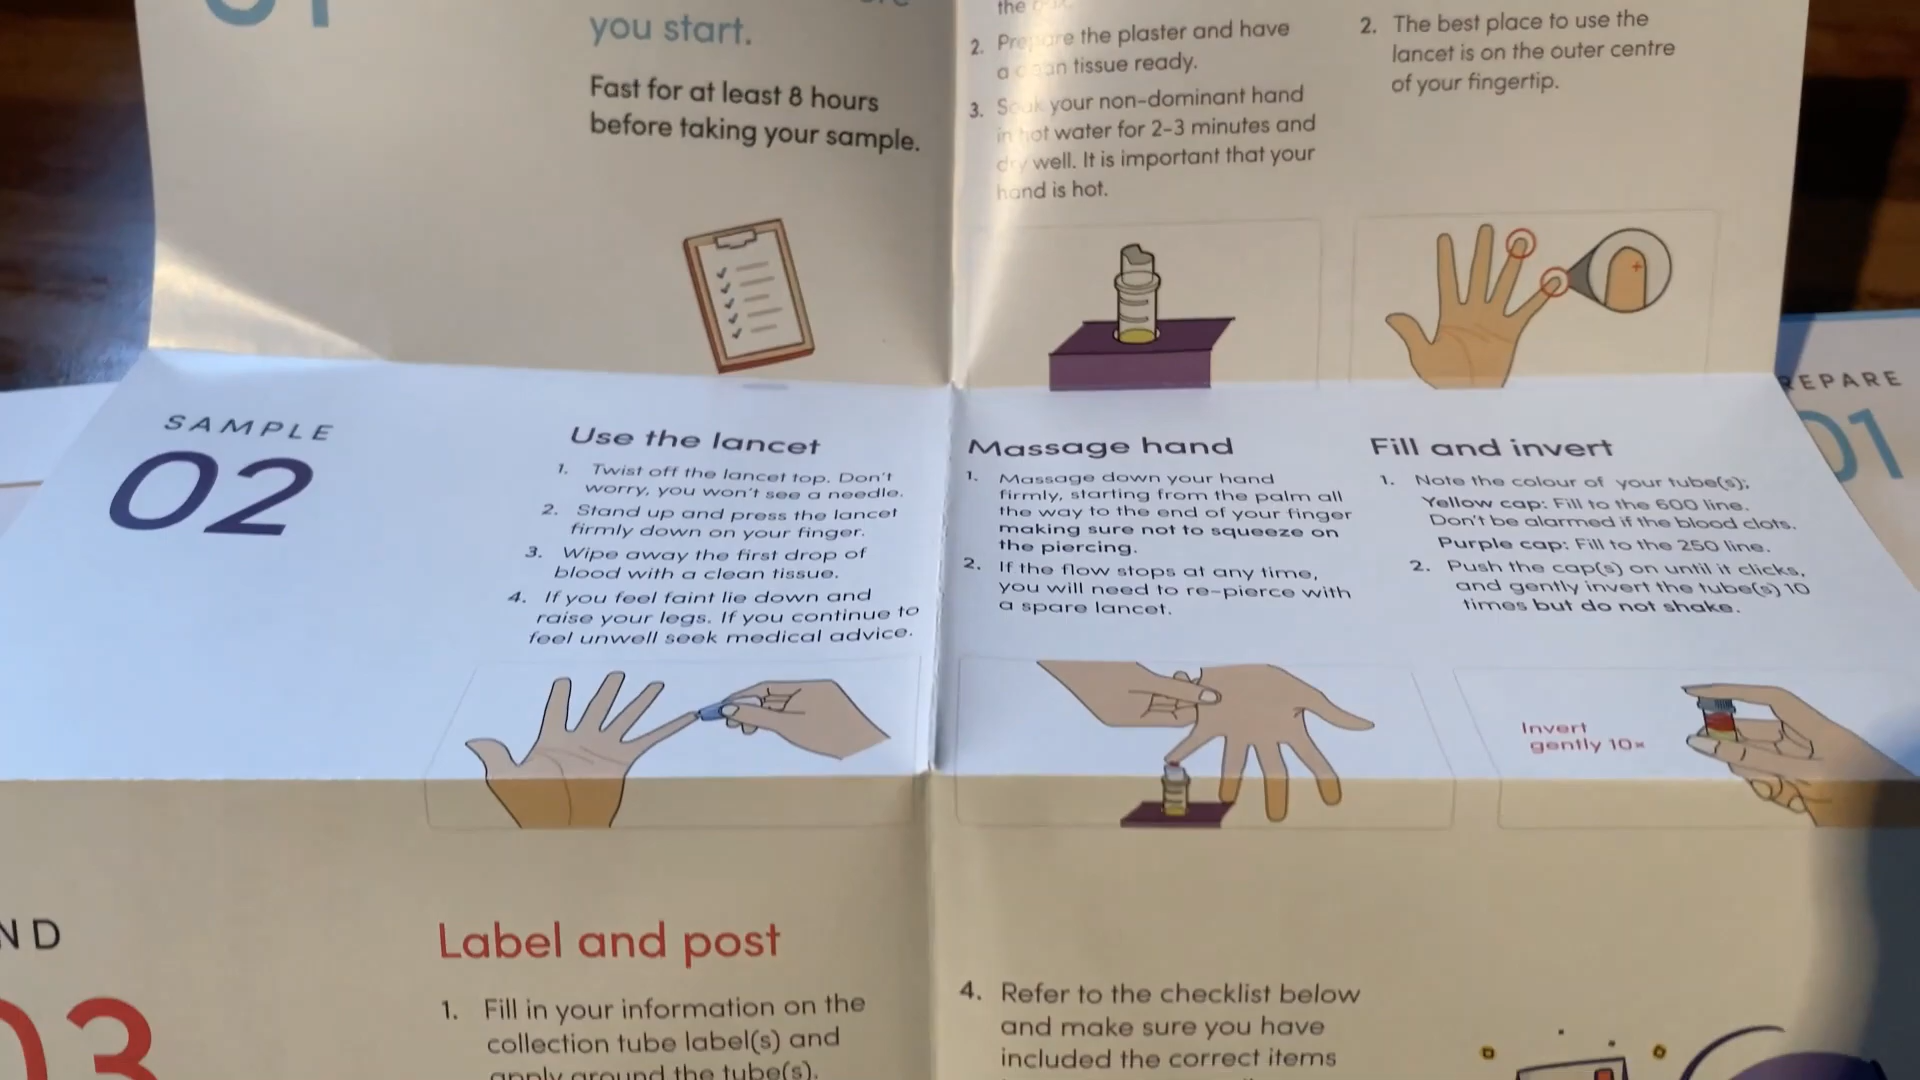 01
you start.
Fast for at least 8 hours
before taking your sample.
the
2. Prepare the plaster and have
a clean tissue ready.
3. Soak your non-dominant hand
in hot water for 2-3 minutes and
dry well. It is important that your
hand is hot.
2. The best place to use the
lancet is on the outer centre
of your fingertip.
SAMPLE
02
Use the lancet
1. Twist off the lancet top. Don't
worry, you won't see a needle.
2. Stand up and press the lancet
firmly down on your finger.
3. Wipe away the first drop of
blood with a clean tissue.
4. If you feel faint lie down and
raise your legs. If you continue to
feel unwell seek medical advice.
Massage hand
1. Massage down your hand
firmly, starting from the palm all
the way to the end of your finger
making sure not to squeeze on
the piercing.
2. If the flow stops at any time,
you will need to re-pierce with
a spare lancet.
Fill and invert
1. Note the colour of your tube(s);
Yellow cap: Fill to the 600 line.
Don't be alarmed if the blood clots.
Purple cap: Fill to the 250 line.
2. Push the cap(s) on until it clicks,
and gently invert the tube(s) 10
times but do not shake.
Invert
gently 10x
REPARE
01
ND
03
Label and post
1. Fill in your information on the
collection tube label(s) and
apply around the tube(s).
4. Refer to the checklist below
and make sure you have
included the correct items